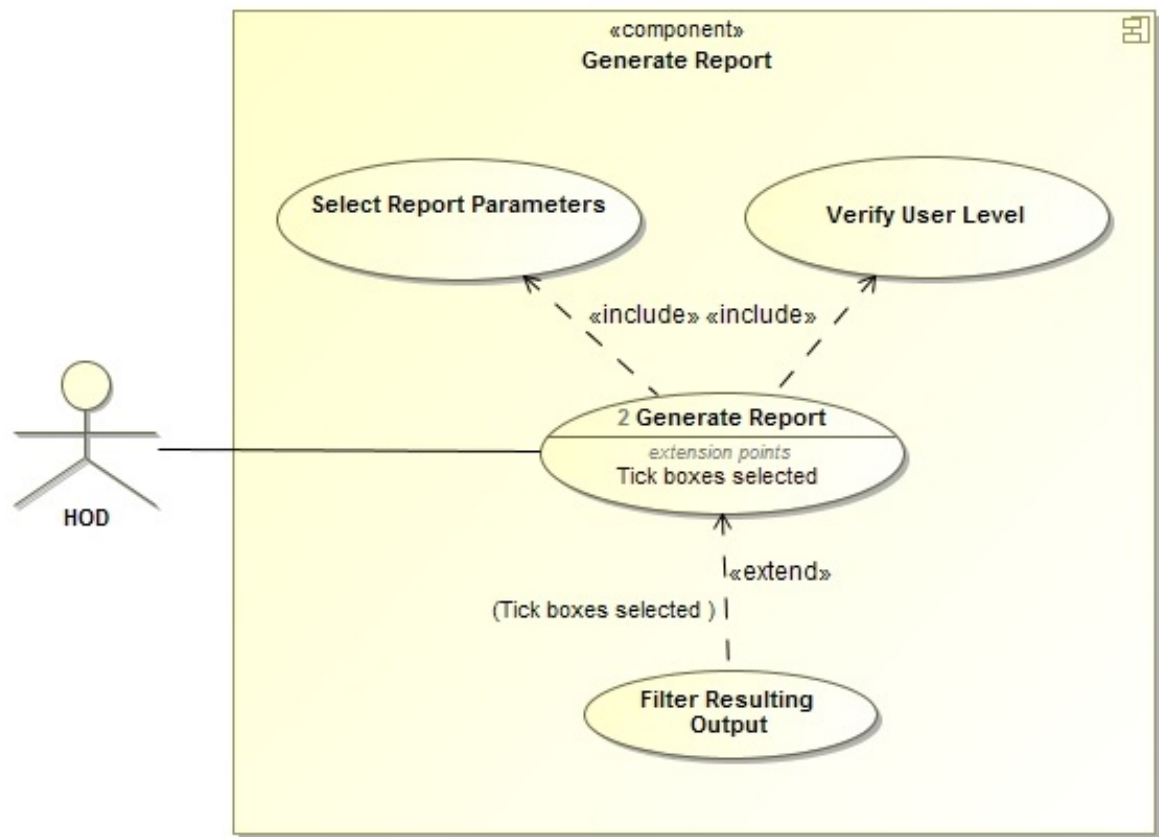 «component»
Generate Report
Select Report Parameters
Verify User Level
«include» «include»
2 Generate Report
extension points
Tick boxes selected
HOD
«extend»
(Tick boxes selected )
Filter Resulting
Output